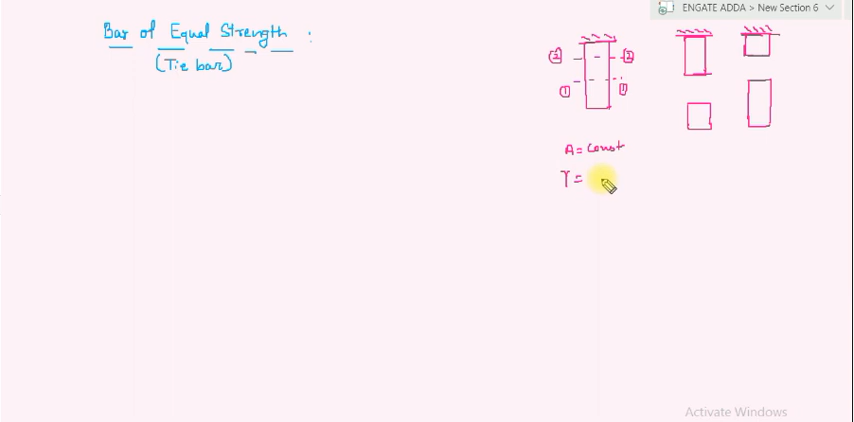 ENGATE ADDA > New Section 6
Bar of Equal Strength :
(Tie bar)
2 2
1 1
A = Const
γ =
Activate Windows